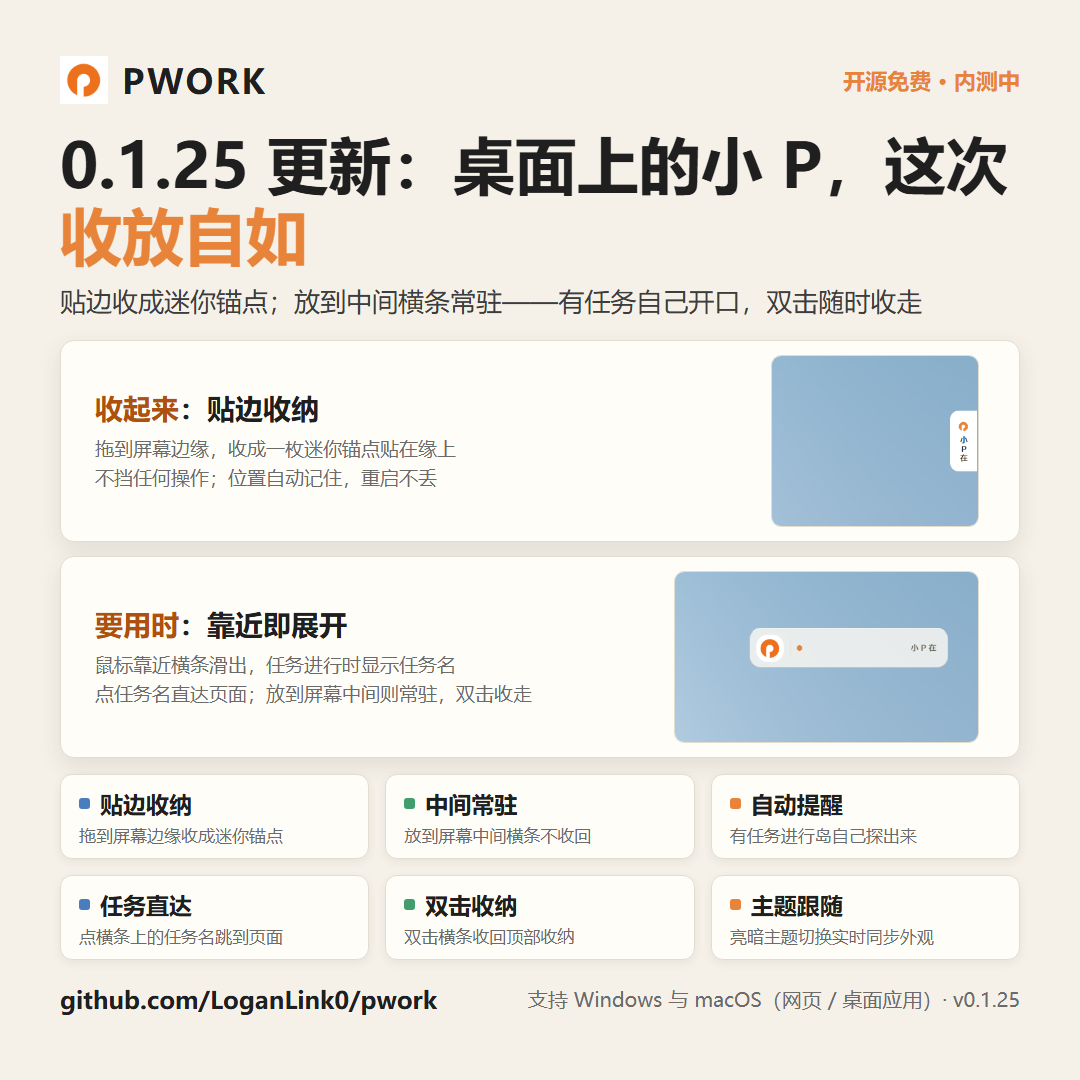 PWORK
开源免费 • 内测中
0.1.25 更新：桌面上的小 P，这次
收放自如
贴边收成迷你锚点；放到中间横条常驻——有任务自己开口，双击随时收走
收起来：贴边收纳
拖到屏幕边缘，收成一枚迷你锚点贴在缘上
不挡任何操作；位置自动记住，重启不丢
小
P
在
要用时：靠近即展开
鼠标靠近横条滑出，任务进行时显示任务名
点任务名直达页面；放到屏幕中间则常驻，双击收走
小 P 在
贴边收纳
拖到屏幕边缘收成迷你锚点
中间常驻
放到屏幕中间横条不收回
自动提醒
有任务进行岛自己探出来
任务直达
点横条上的任务名跳到页面
双击收纳
双击横条收回顶部收纳
主题跟随
亮暗主题切换实时同步外观
github.com/LoganLink0/pwork
支持 Windows 与 macOS（网页 / 桌面应用）· v0.1.25